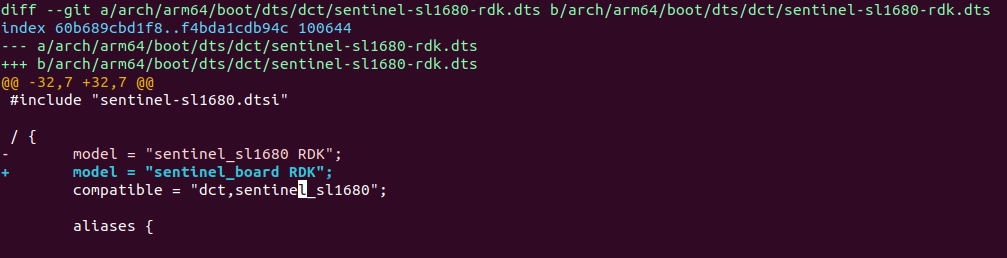 diff --git a/arch/arm64/boot/dts/dct/sentinel-sl1680-rdk.dts b/arch/arm64/boot/dts/dct/sentinel-sl1680-rdk.dts
index 60b689cbd1f8..f4bda1cdb94c 100644
--- a/arch/arm64/boot/dts/dct/sentinel-sl1680-rdk.dts
+++ b/arch/arm64/boot/dts/dct/sentinel-sl1680-rdk.dts
@@ -32,7 +32,7 @@
 #include "sentinel-sl1680.dtsi"

 / {
-       model = "sentinel_sl1680 RDK";
+       model = "sentinel_board RDK";
        compatible = "dct,sentinel_sl1680";

        aliases {